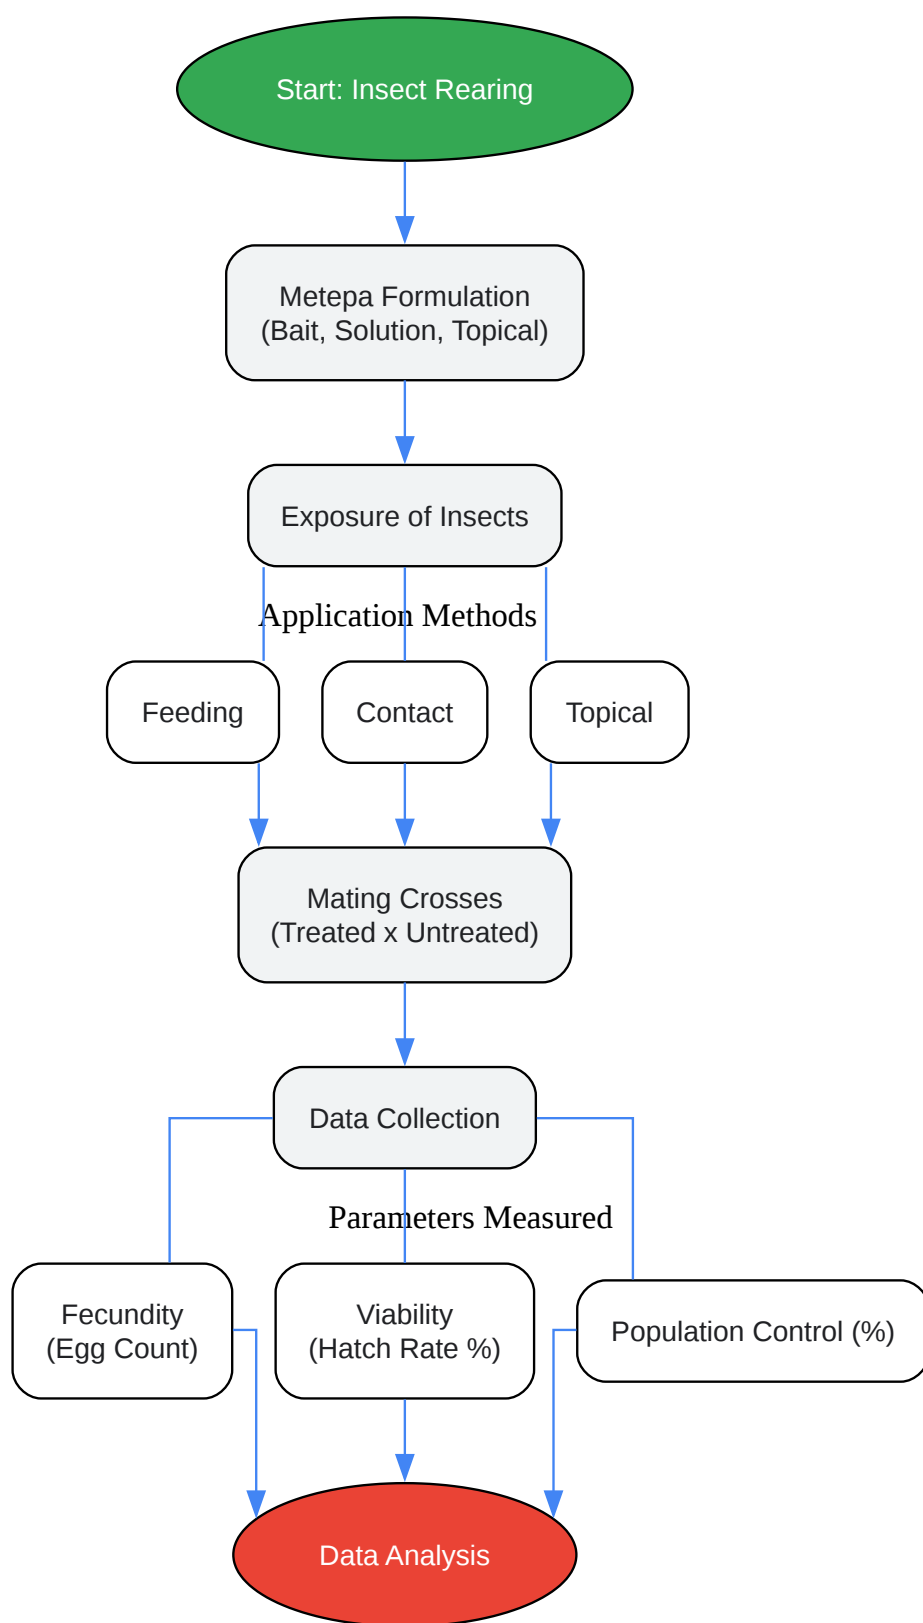 Start: Insect Rearing
Metepa Formulation
(Bait, Solution, Topical)
Exposure of Insects
Application Methods
Feeding
Contact
Topical
Mating Crosses
(Treated x Untreated)
Data Collection
Parameters Measured
Fecundity
(Egg Count)
Viability
(Hatch Rate %)
Population Control (%)
Data Analysis